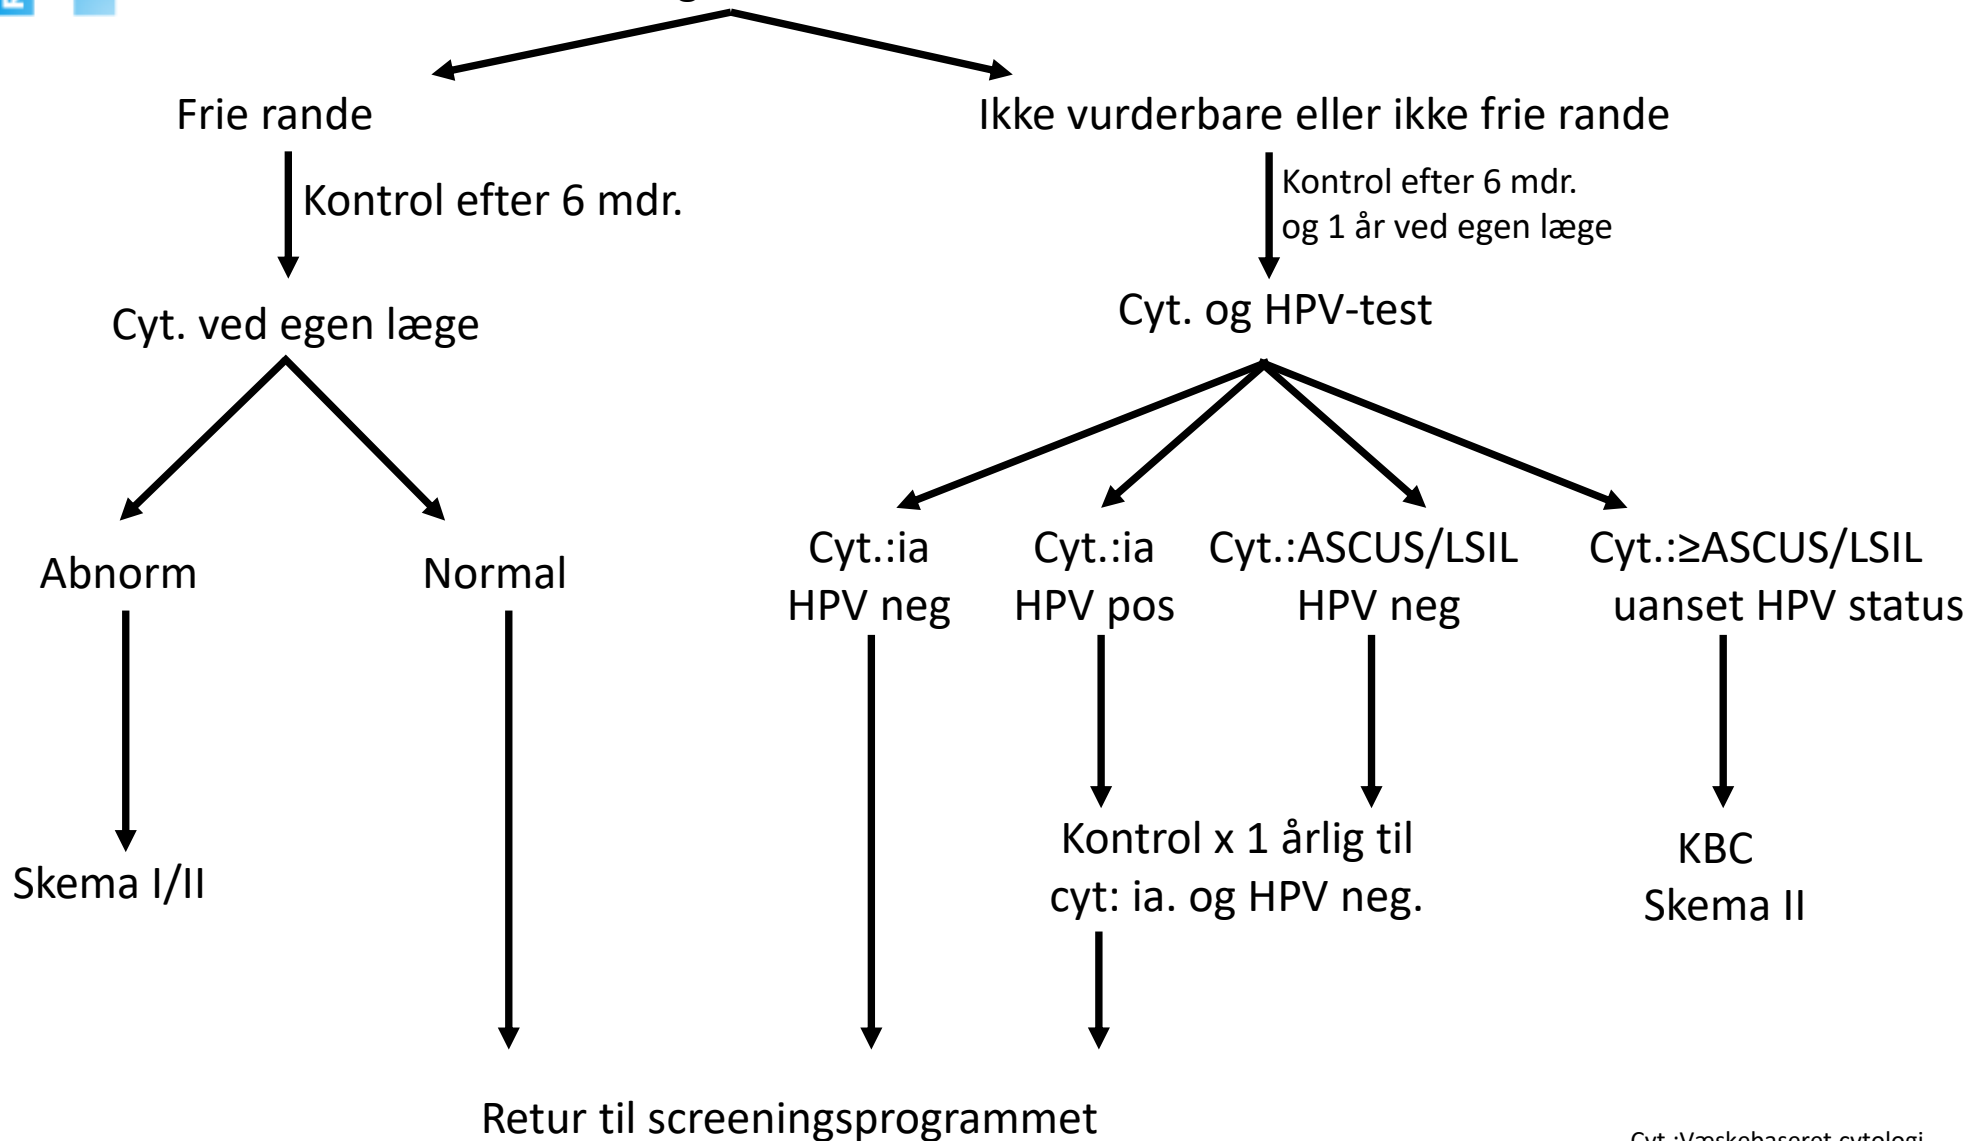 Frie rande
Ikke vurderbare eller ikke frie rande
Kontrol efter 6 mdr.
Kontrol efter 6 mdr.
og 1 år ved egen læge
Cyt. ved egen læge
Cyt. og HPV-test
Abnorm
Normal
Cyt.:ia
HPV neg
Cyt.:ia
HPV pos
Cyt.:ASCUS/LSIL
HPV neg
Cyt.:≥ASCUS/LSIL
uanset HPV status
Skema I/II
Kontrol x 1 årlig til
cyt: ia. og HPV neg.
KBC
Skema II
Retur til screeningsprogrammet
Cyt.:Væskebaseret cytologi